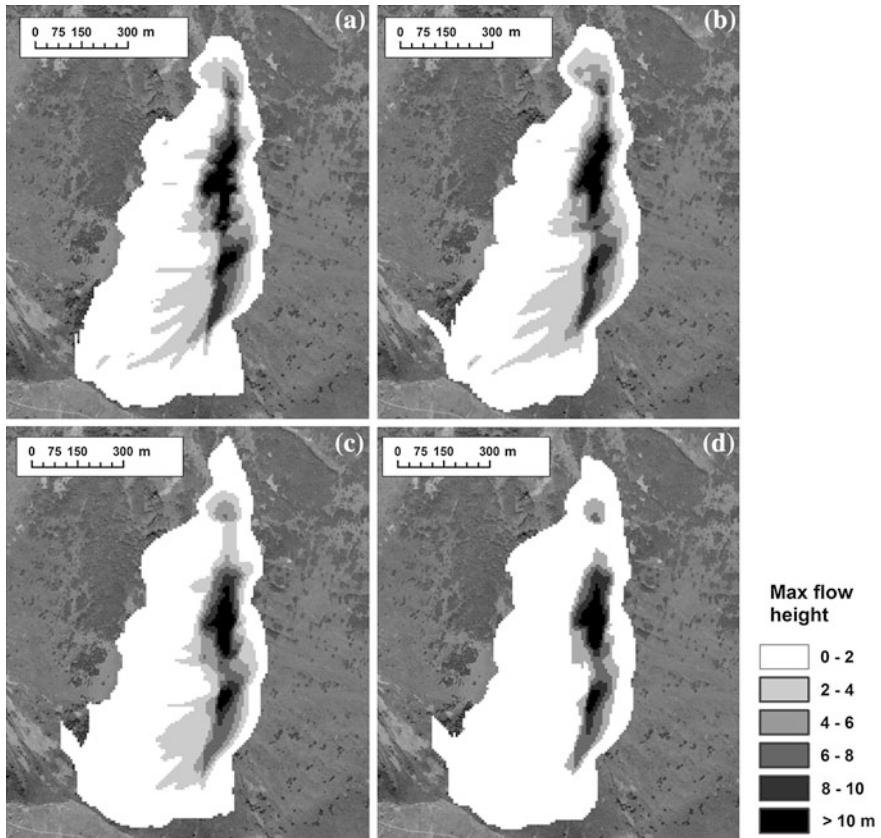 (a)
0 75 150 300 m
(b)
0 75 150 300 m
(c)
0 75 150 300 m
(d)
0 75 150 300 m
Max flow
height
0 - 2
2 - 4
4 - 6
6 - 8
8 - 10
> 10 m